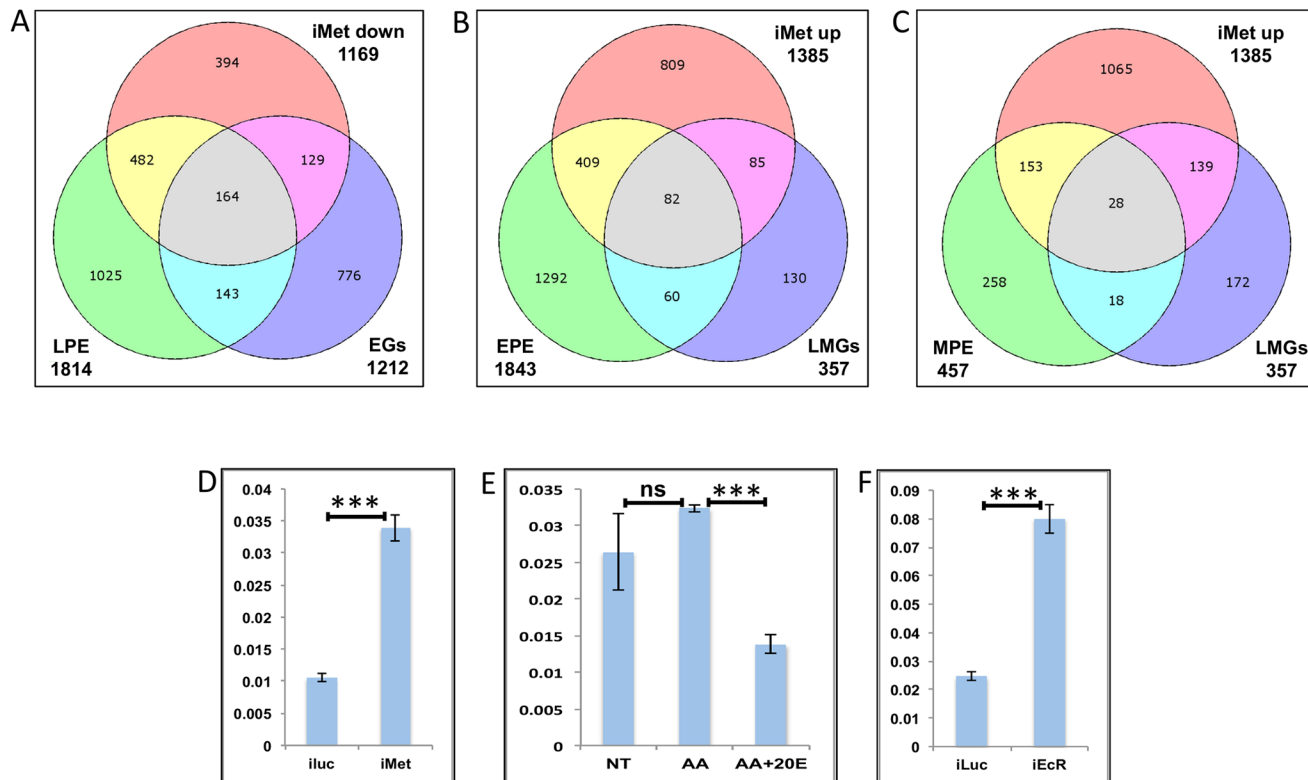 A
iMet down
1169
394
482
129
164
1025
143
776
LPE
1814
EGs
1212
B
iMet up
1385
809
409
85
82
1292
60
130
EPE
1843
LMGs
357
C
iMet up
1385
1065
153
139
28
258
18
172
MPE
457
LMGs
357
D
0.04
0.035
0.03
0.025
0.02
0.015
0.01
0.005
0
***
iluc
iMet
E
0.035
0.03
0.025
0.02
0.015
0.01
0.005
0
ns
***
NT
AA
AA+20E
F
0.09
0.08
0.07
0.06
0.05
0.04
0.03
0.02
0.01
0
***
iLuc
iEcR